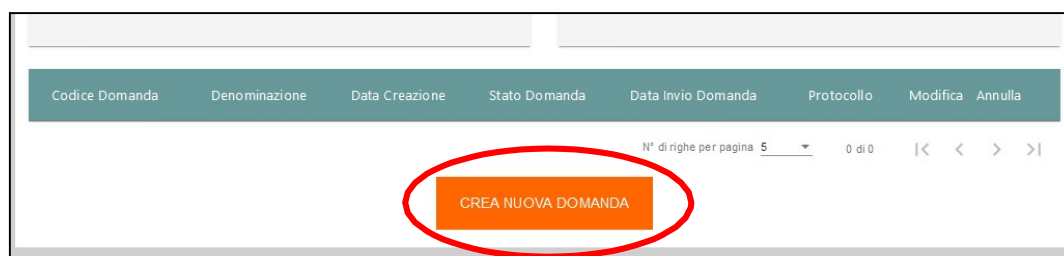 Codice Domanda Denominazione Data Creazione Stato Domanda Data Invio Domanda Protocollo Modifica Annulla
N° di righe per pagina 5 0 di 0
CREA NUOVA DOMANDA